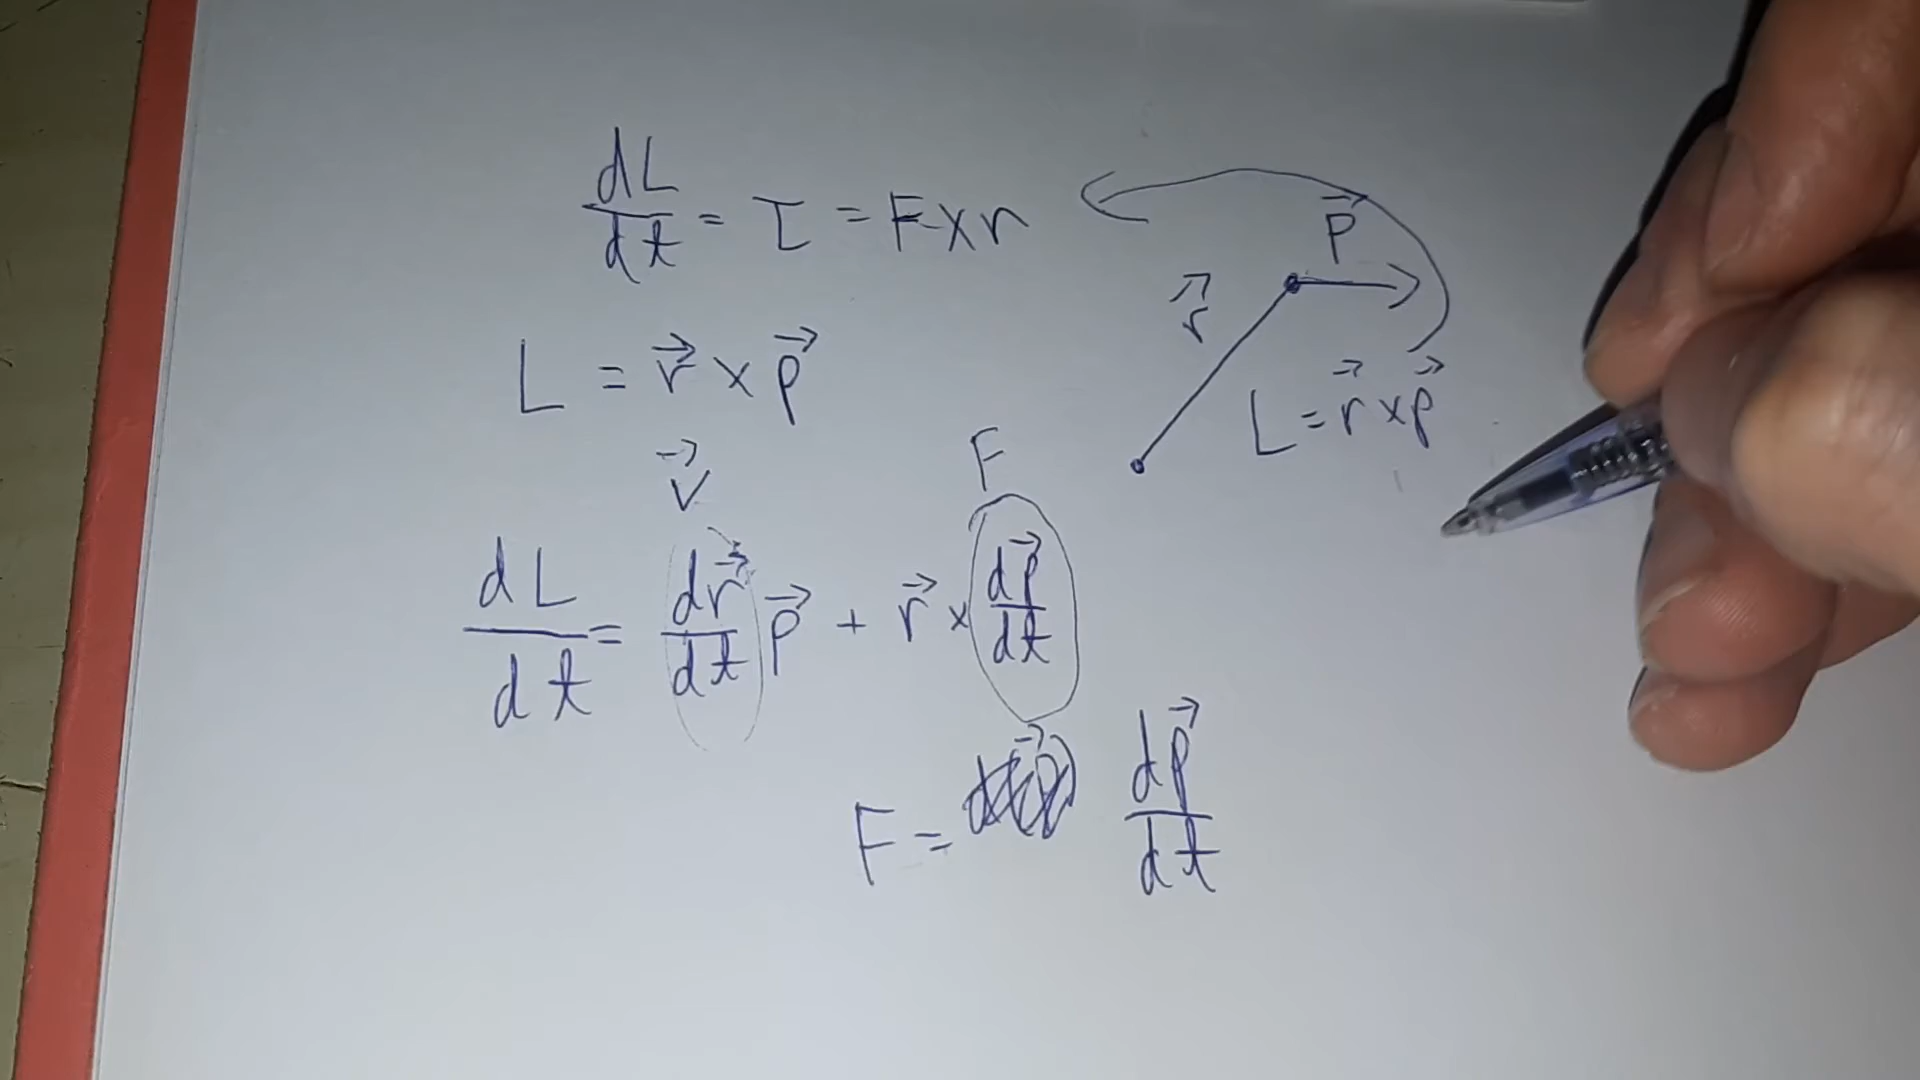 dL/dt = τ = F×r
p⃗
r⃗
L = r⃗ × p⃗
L = r⃗ × p⃗
v⃗
F
dL/dt = dr⃗/dt p⃗ + r⃗ × dp⃗/dt
F = dp⃗/dt